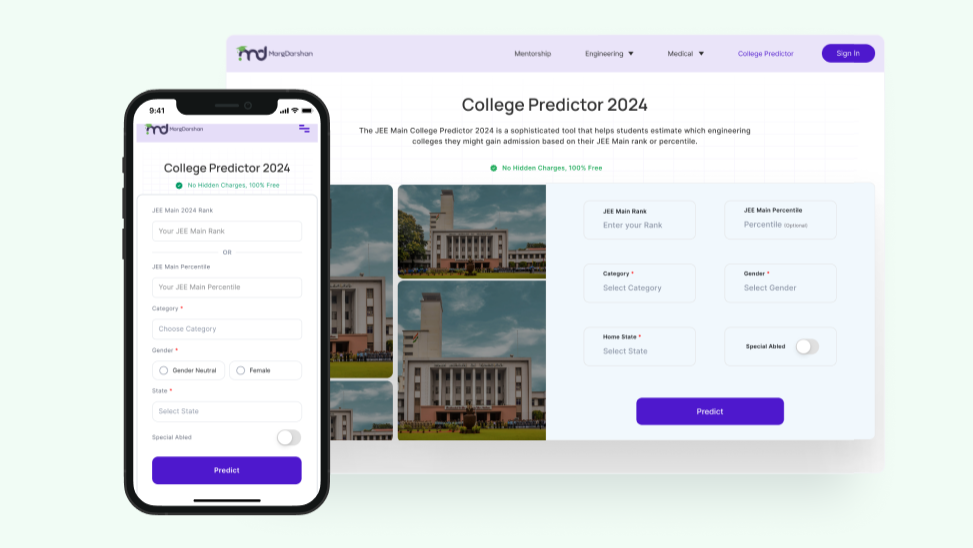 md MargDarshan
Mentorship
Engineering
Medical
College Predictor
Sign In
College Predictor 2024
The JEE Main College Predictor 2024 is a sophisticated tool that helps students estimate which engineering
colleges they might gain admission based on their JEE Main rank or percentile.
No Hidden Charges, 100% Free
JEE Main Rank
Enter your Rank
JEE Main Percentile
Percentile (Optional)
Category *
Select Category
Gender *
Select Gender
Home State *
Select State
Special Abled
Predict
9:41
md MargDarshan
College Predictor 2024
No Hidden Charges, 100% Free
JEE Main 2024 Rank
Your JEE Main Rank
OR
JEE Main Percentile
Your JEE Main Percentile
Category *
Choose Category
Gender *
Gender Neutral
Female
State *
Select State
Special Abled
Predict